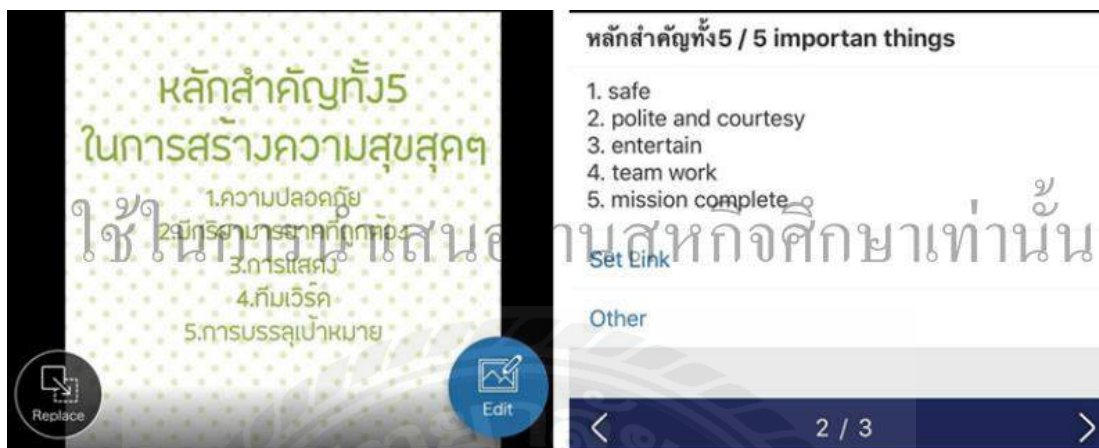 หลักสำคัญทั้ง5
ในการสร้างความสุขสุดๆ
1.ความปลอดภัย
2.มีกริยามารยาทที่ถูกต้อง
3.การแสดง
4.ทีมเวิร์ค
5.การบรรลุเป้าหมาย
Replace
Edit
หลักสำคัญทั้ง5 / 5 importan things
1. safe
2. polite and courtesy
3. entertain
4. team work
5. mission complete
Set Link
Other
2 / 3
ใช้ในการนำเสนองานสหกิจศึกษาเท่านั้น